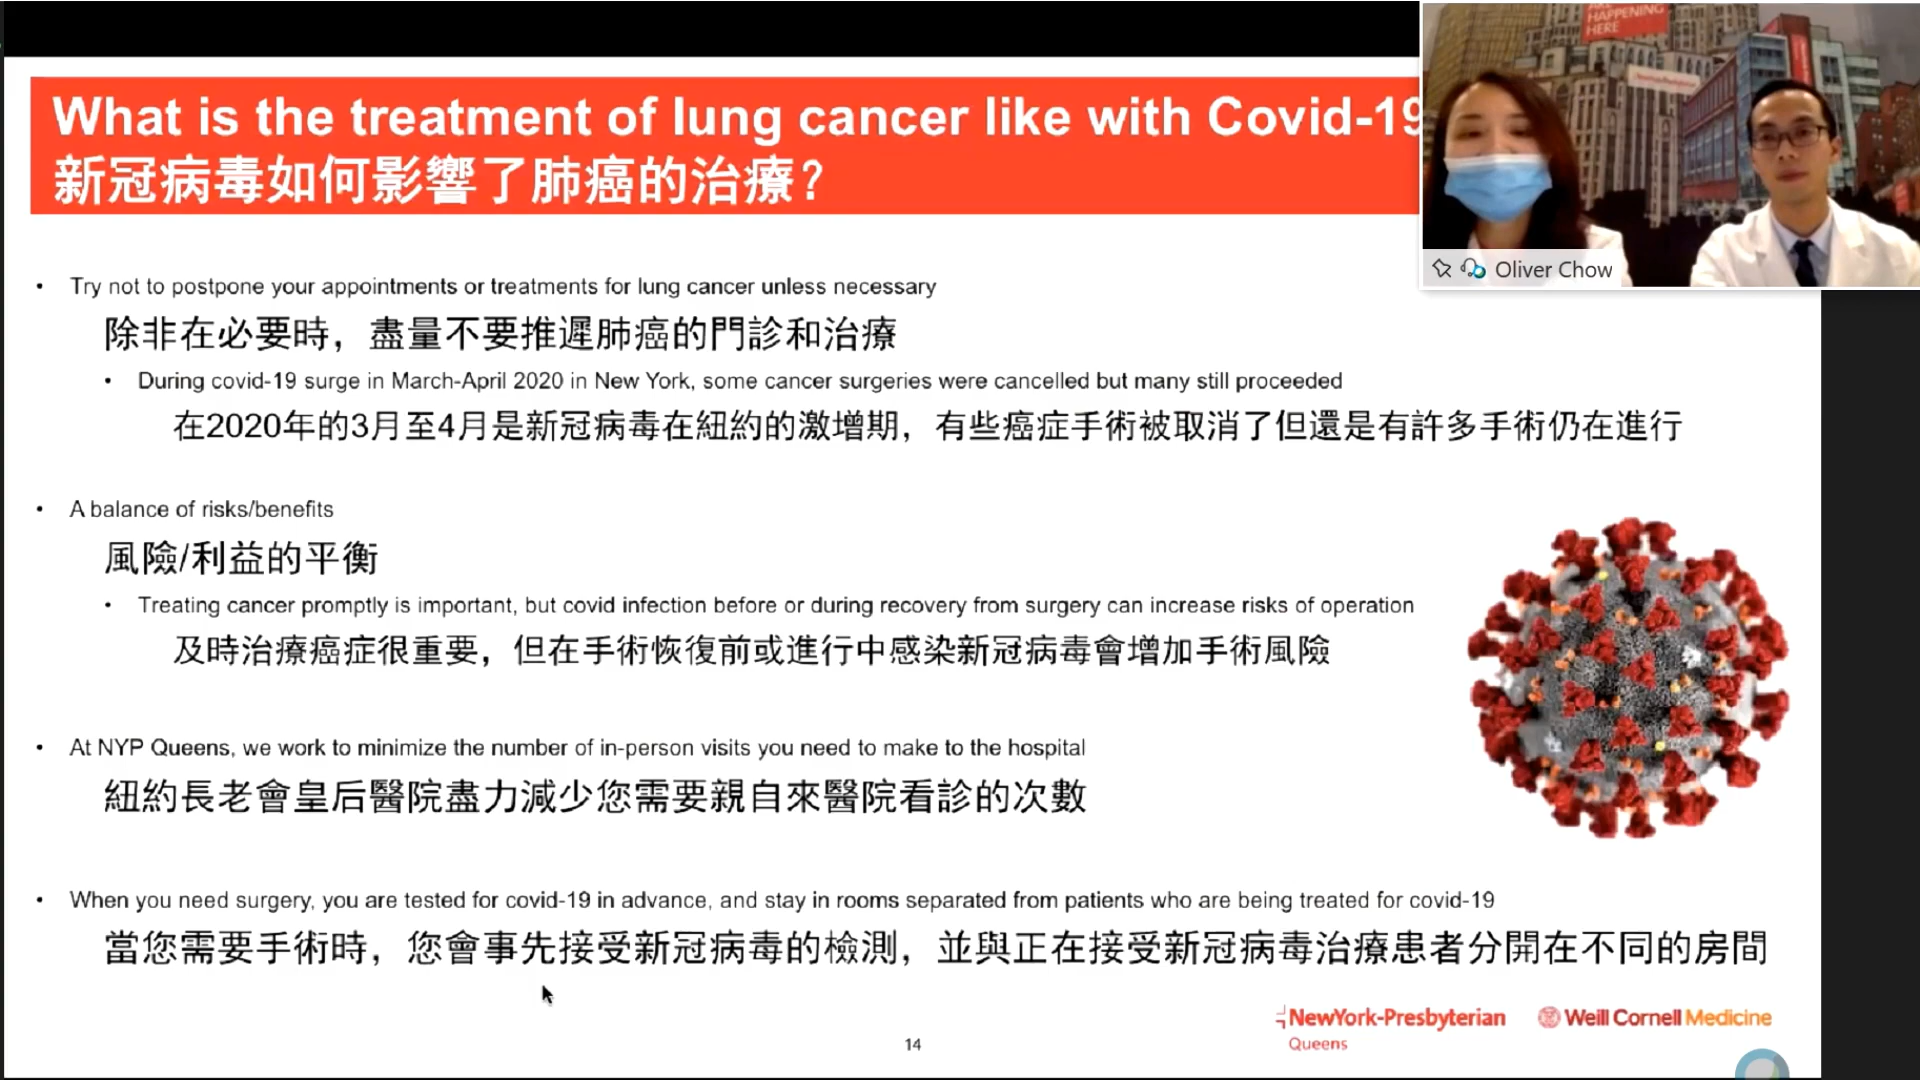 What is the treatment of lung cancer like with Covid-19
新冠病毒如何影響了肺癌的治療?
HAPPENING
HERE
Oliver Chow
• Try not to postpone your appointments or treatments for lung cancer unless necessary
除非在必要時，盡量不要推遲肺癌的門診和治療
• During covid-19 surge in March-April 2020 in New York, some cancer surgeries were cancelled but many still proceeded
在2020年的3月至4月是新冠病毒在紐約的激增期，有些癌症手術被取消了但還是有許多手術仍在進行
• A balance of risks/benefits
風險/利益的平衡
• Treating cancer promptly is important, but covid infection before or during recovery from surgery can increase risks of operation
及時治療癌症很重要，但在手術恢復前或進行中感染新冠病毒會增加手術風險
• At NYP Queens, we work to minimize the number of in-person visits you need to make to the hospital
紐約長老會皇后醫院盡力減少您需要親自來醫院看診的次數
• When you need surgery, you are tested for covid-19 in advance, and stay in rooms separated from patients who are being treated for covid-19
當您需要手術時，您會事先接受新冠病毒的檢測，並與正在接受新冠病毒治療患者分開在不同的房間
NewYork-Presbyterian
Queens
Weill Cornell Medicine
14